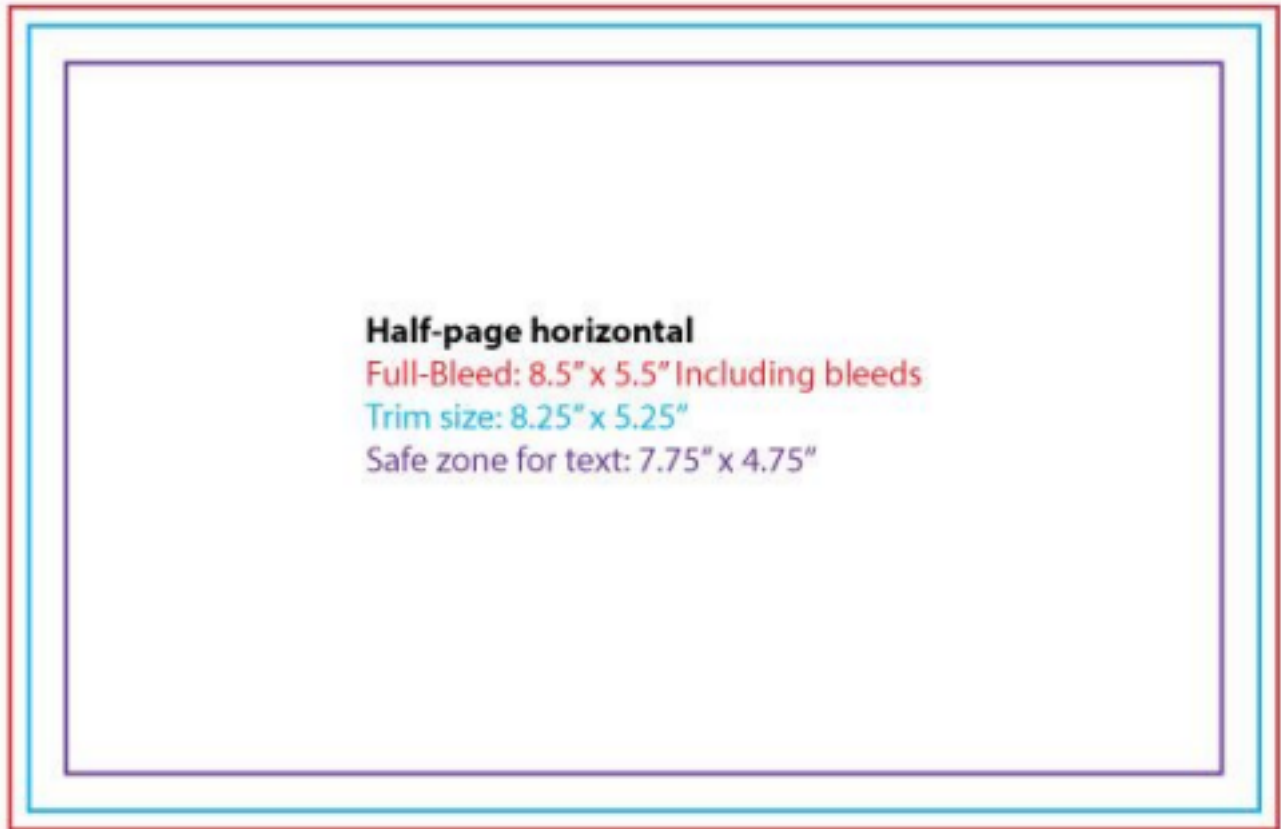 Half-page horizontal
Full-Bleed: 8.5” x 5.5” Including bleeds
Trim size: 8.25” x 5.25”
Safe zone for text: 7.75” x 4.75”